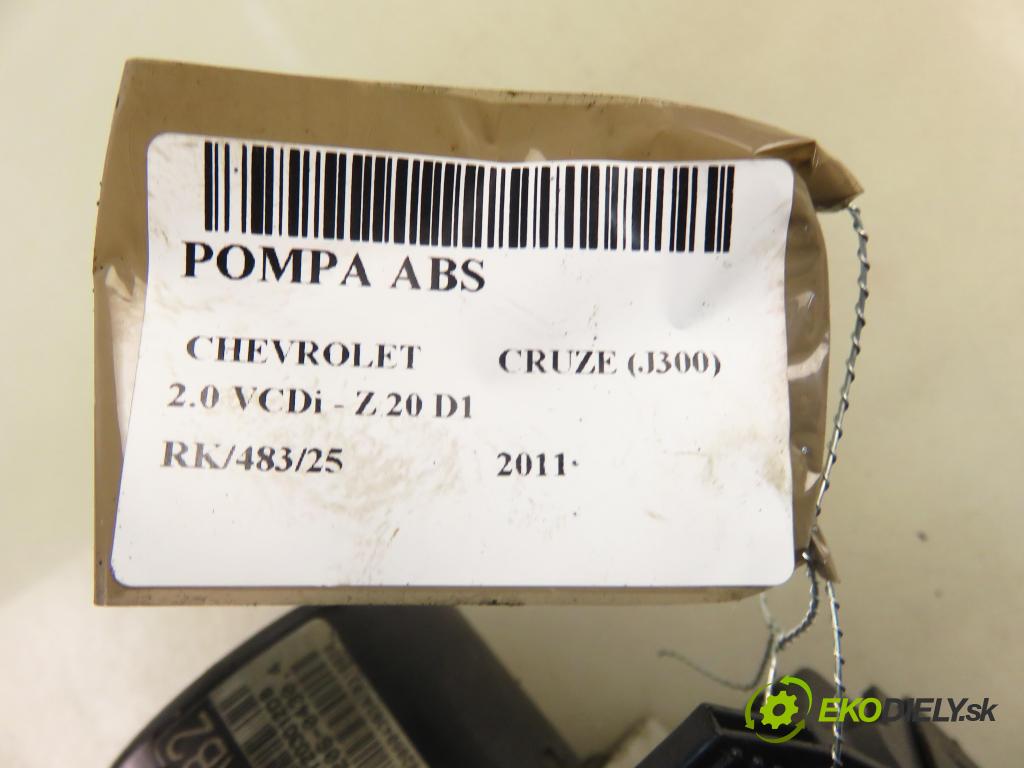 POMPA ABS
CHEVROLET CRUZE (J300)
2.0 VCDi - Z 20 D1
RK/483/25 2011
EKODIELY.sk